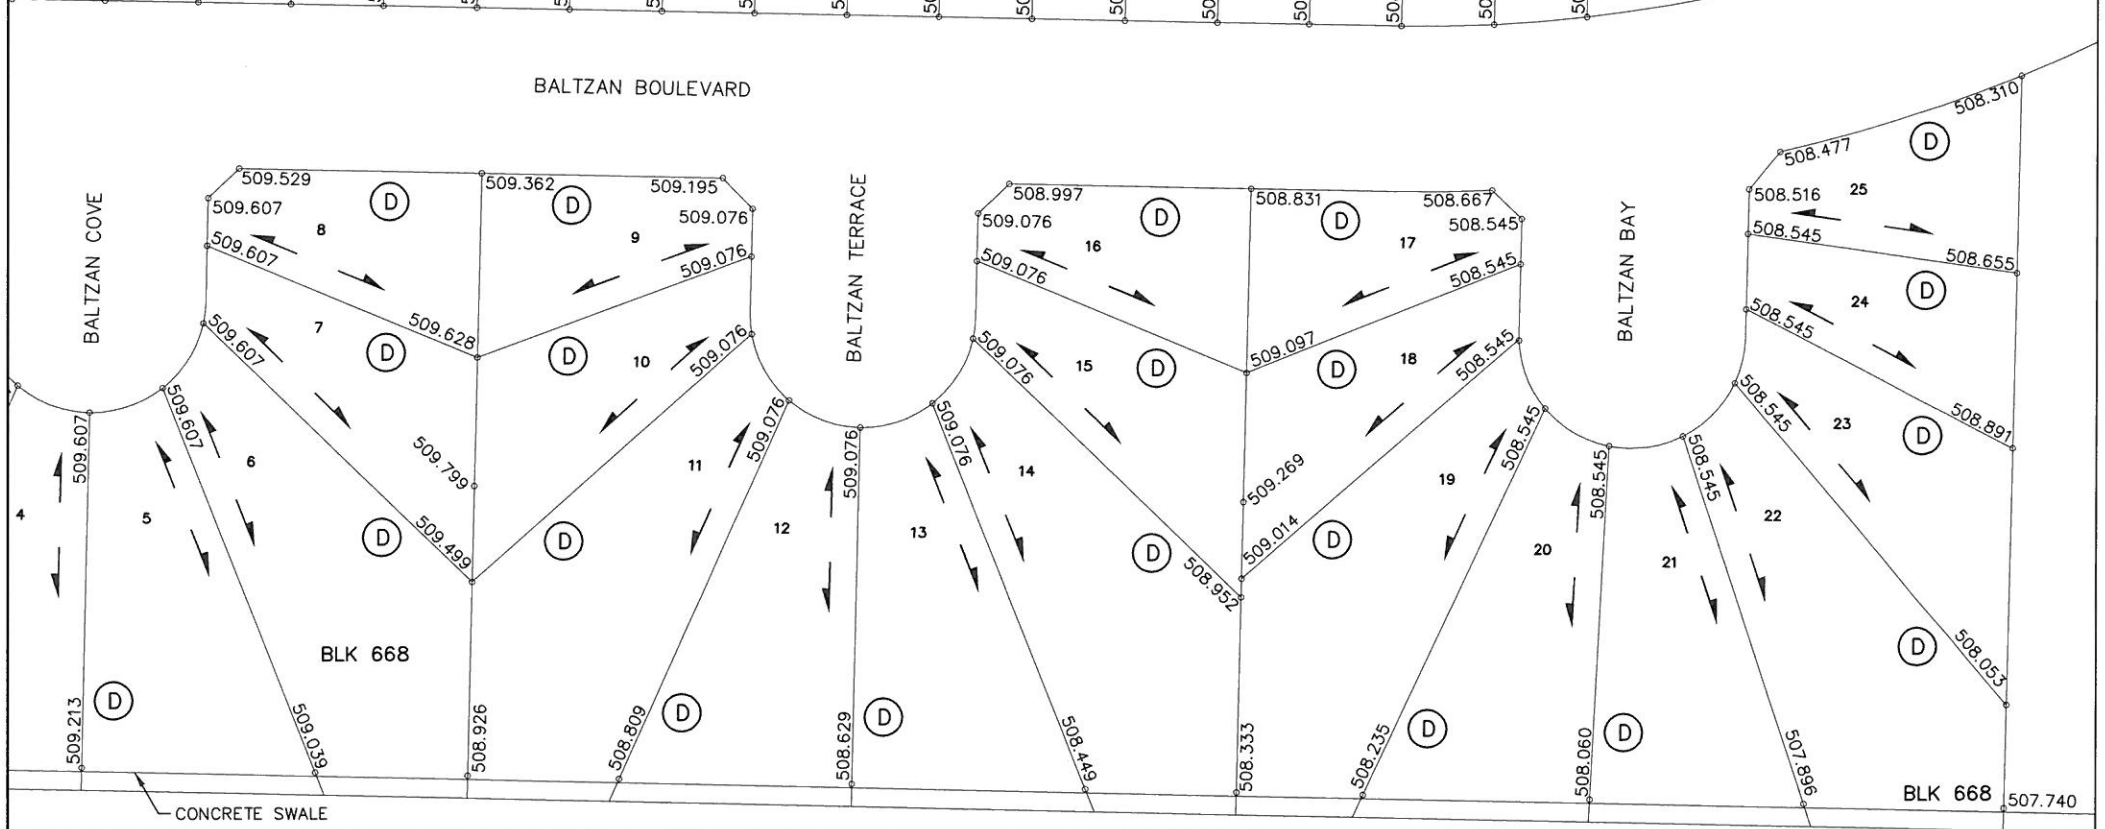 BALTZAN BOULEVARD
BALTZAN COVE
BALTZAN TERRACE
BALTZAN BAY
509.529
509.362
509.195
508.997
508.831
508.667
508.477
508.310
509.607
509.076
509.076
508.545
508.516
8
9
16
17
25
D
D
D
D
D
509.607
509.076
509.076
508.545
508.545
508.655
7
509.628
10
15
509.097
18
24
D
D
D
D
D
509.607
509.076
509.076
508.545
508.545
508.891
23
D
509.607
509.607
509.076
509.076
509.076
508.545
508.545
508.545
508.545
4
5
6
509.799
11
12
13
14
509.269
19
20
21
22
509.499
508.952
509.014
508.053
D
D
D
D
D
BLK 668
509.213
D
509.039
508.926
508.809
D
508.629
D
508.449
508.333
508.235
D
508.060
D
507.896
BLK 668
507.740
CONCRETE SWALE